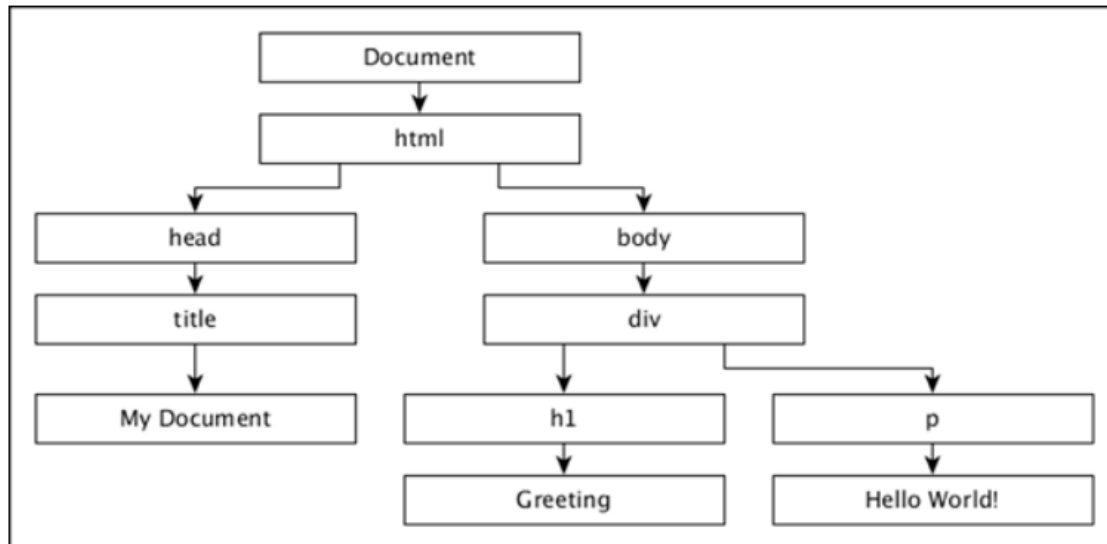 Document
html
head
body
title
div
My Document
h1
p
Greeting
Hello World!